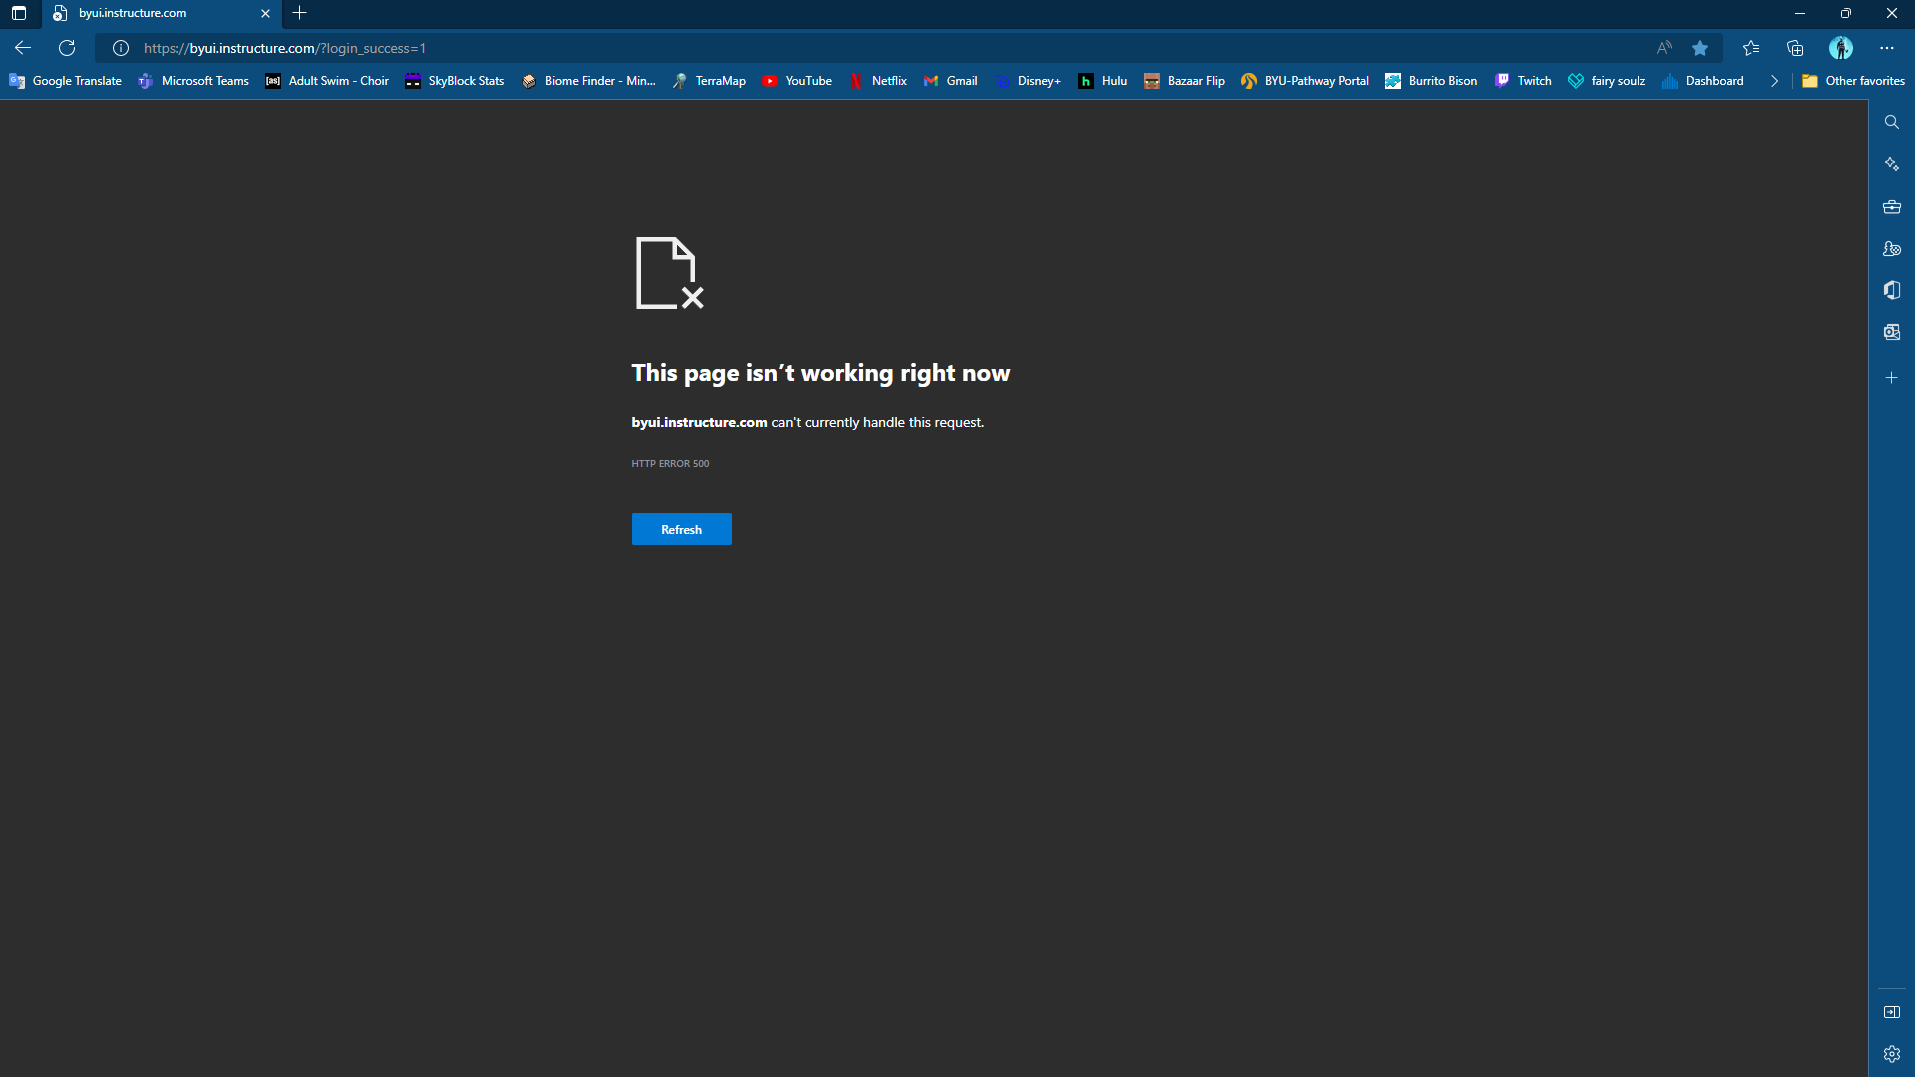 byui.instructure.com
https://byui.instructure.com/?login_success=1
Google Translate Microsoft Teams [as] Adult Swim - Choir SkyBlock Stats Biome Finder - Min... TerraMap YouTube Netflix Gmail Disney+ h Hulu Bazaar Flip BYU-Pathway Portal Burrito Bison Twitch fairy soulz Dashboard Other favorites
This page isn’t working right now
byui.instructure.com can't currently handle this request.
HTTP ERROR 500
Refresh